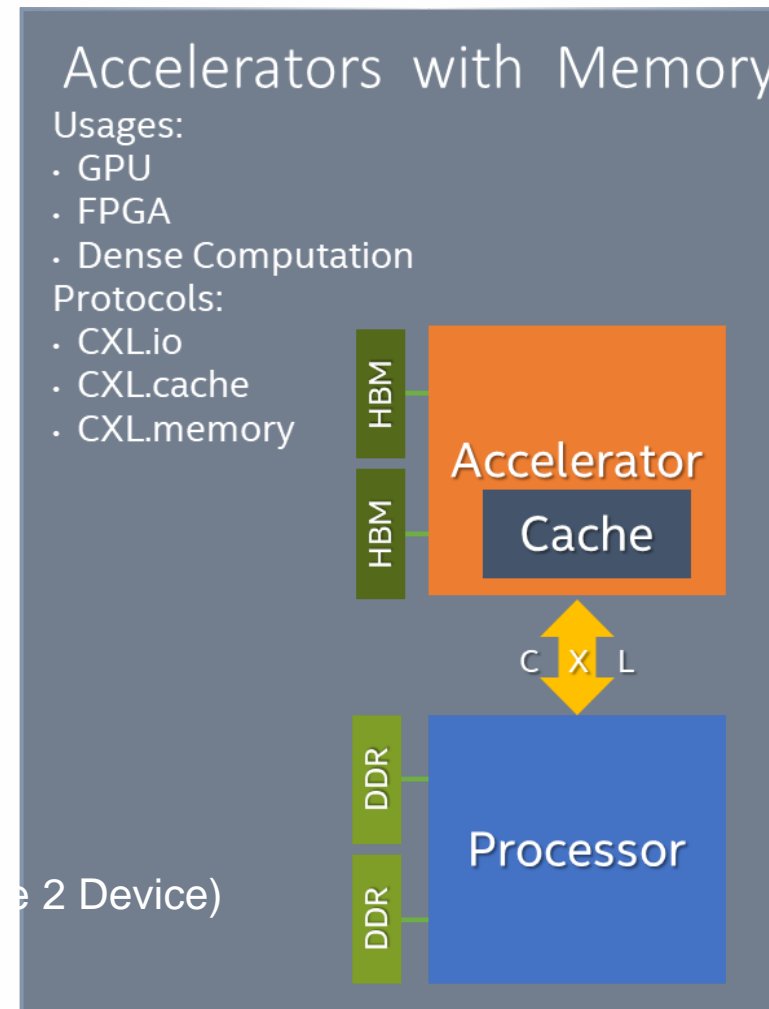 Accelerators with Memory
Usages:
• GPU
• FPGA
• Dense Computation
Protocols:
• CXL.io
• CXL.cache
• CXL.memory
HBM
HBM
Accelerator
Cache
C X L
DDR
DDR
Processor
e 2 Device)